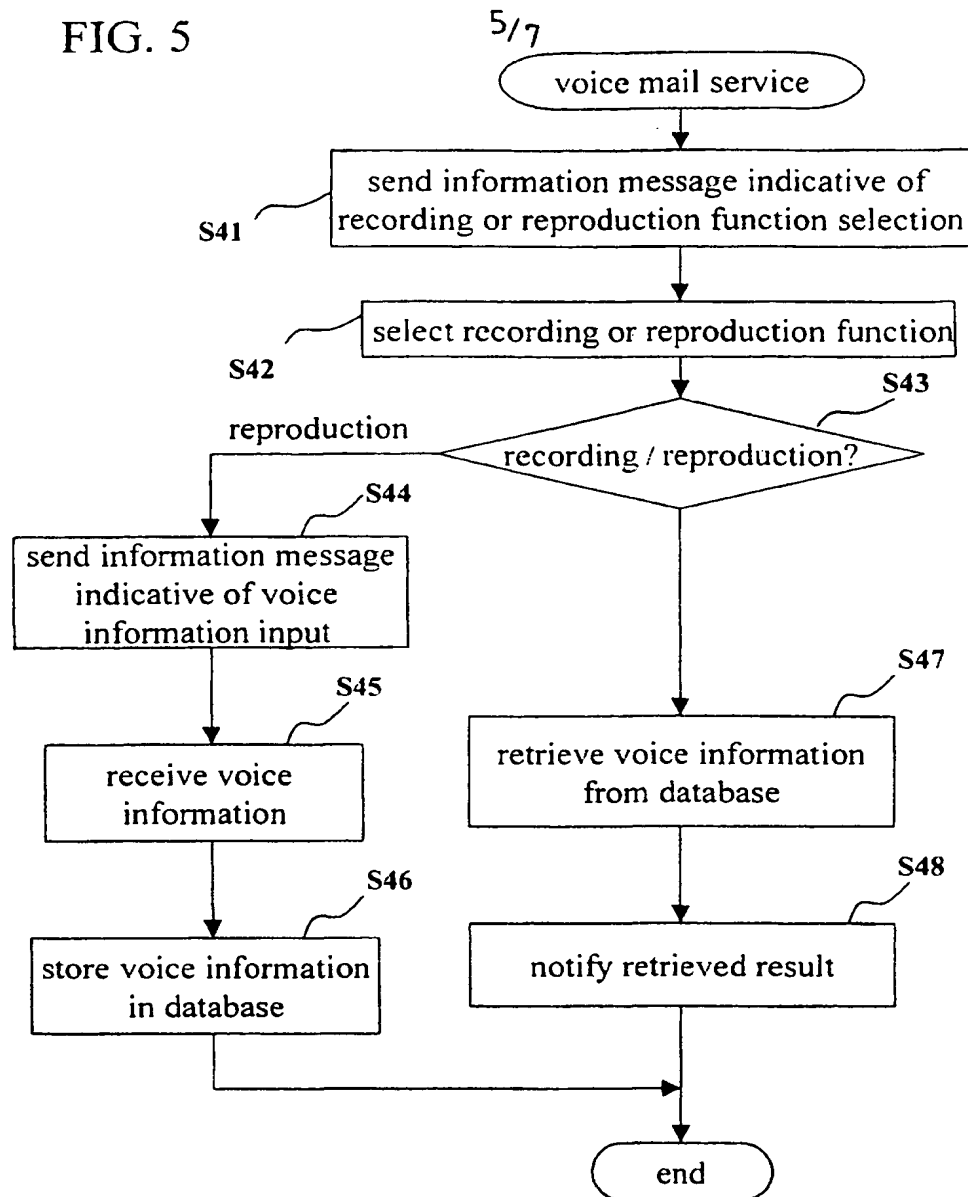 FIG. 5
5/7
voice mail service
send information message indicative of
recording or reproduction function selection
S41
select recording or reproduction function
S42
S43
recording / reproduction?
reproduction
S44
send information message
indicative of voice
information input
S45
receive voice
information
S46
store voice information
in database
S47
retrieve voice information
from database
S48
notify retrieved result
end